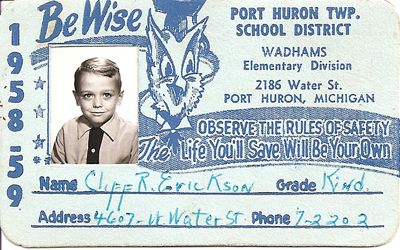 Be Wise
PORT HURON TWP.
SCHOOL DISTRICT
WADHAMS
Elementary Division
2186 Water St.
PORT HURON, MICHIGAN
1958-59
OBSERVE THE RULES OF SAFETY
The Life You'll Save Will Be Your Own
Name Cliff R. Erickson Grade Kind.
Address 4607 W Water St Phone 7-2202